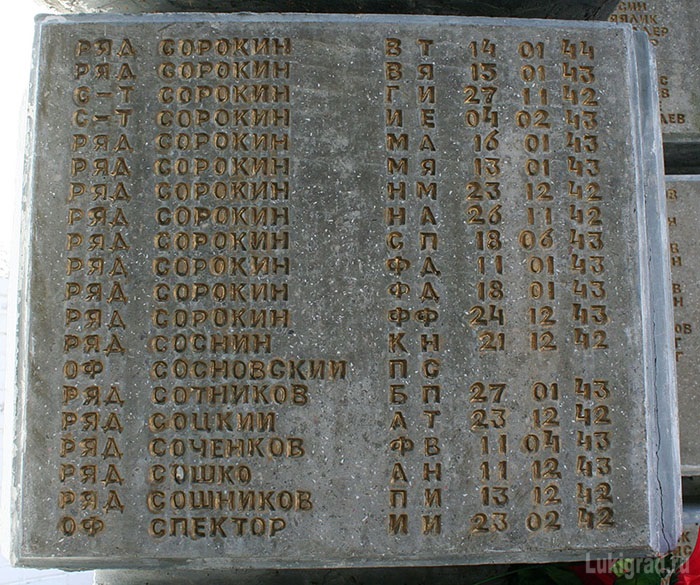 РЯД СОРОКИН В Т 14 01 44
РЯД СОРОКИН В Я 15 01 43
С-Т СОРОКИН Г И 27 11 42
С-Т СОРОКИН И Е 04 02 43
РЯД СОРОКИН М А 16 01 43
РЯД СОРОКИН М Я 13 01 43
РЯД СОРОКИН Н М 23 12 42
РЯД СОРОКИН Н А 26 11 42
РЯД СОРОКИН С П 18 06 43
РЯД СОРОКИН Ф Д 11 01 43
РЯД СОРОКИН Ф Д 18 01 43
РЯД СОРОКИН Ф Ф 24 12 43
РЯД СОСНИН К Н 21 12 42
ОФ СОСНОВСКИЙ П С
РЯД СОТНИКОВ Б П 27 01 43
РЯД СОЦКИЙ А Т 23 12 42
РЯД СОЧЕНКОВ Ф В 11 04 43
РЯД СОШКО А Н 11 12 43
РЯД СОШНИКОВ П И 13 12 42
ОФ СПЕКТОР И И 23 02 42
Lukigrad.ru